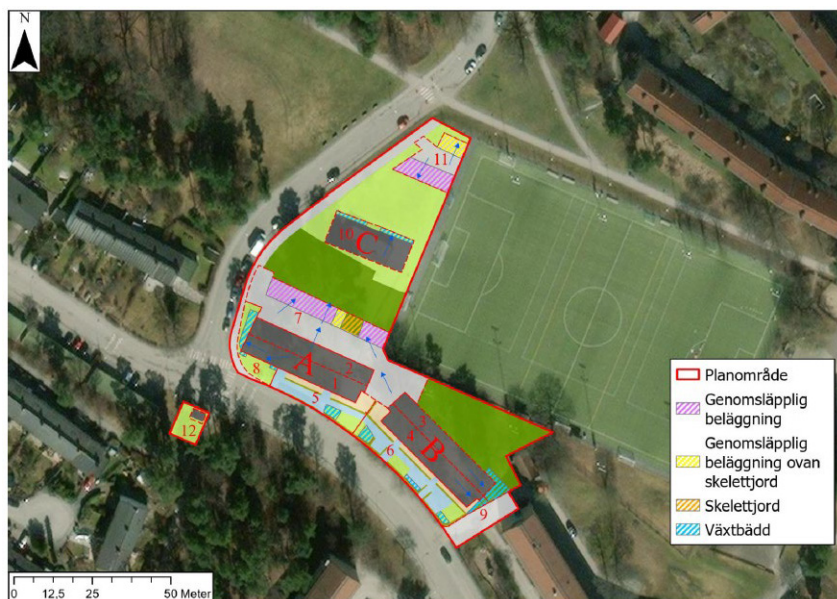 N
11
10 C
7
A
2
1
8
5
3
4
B
6
12
9
Planområde
Genomsläpplig
beläggning
Genomsläpplig
beläggning ovan
skelettjord
Skelettjord
Växtbädd
0 12,5 25 50 Meter